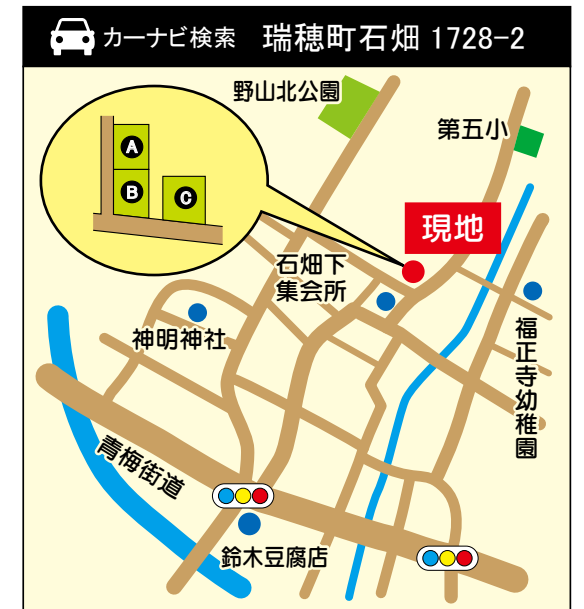 カーナビ検索 瑞穂町石畑 1728-2
野山北公園
第五小
A
B
C
現地
石畑下
集会所
神明神社
福正寺幼稚園
青梅街道
鈴木豆腐店